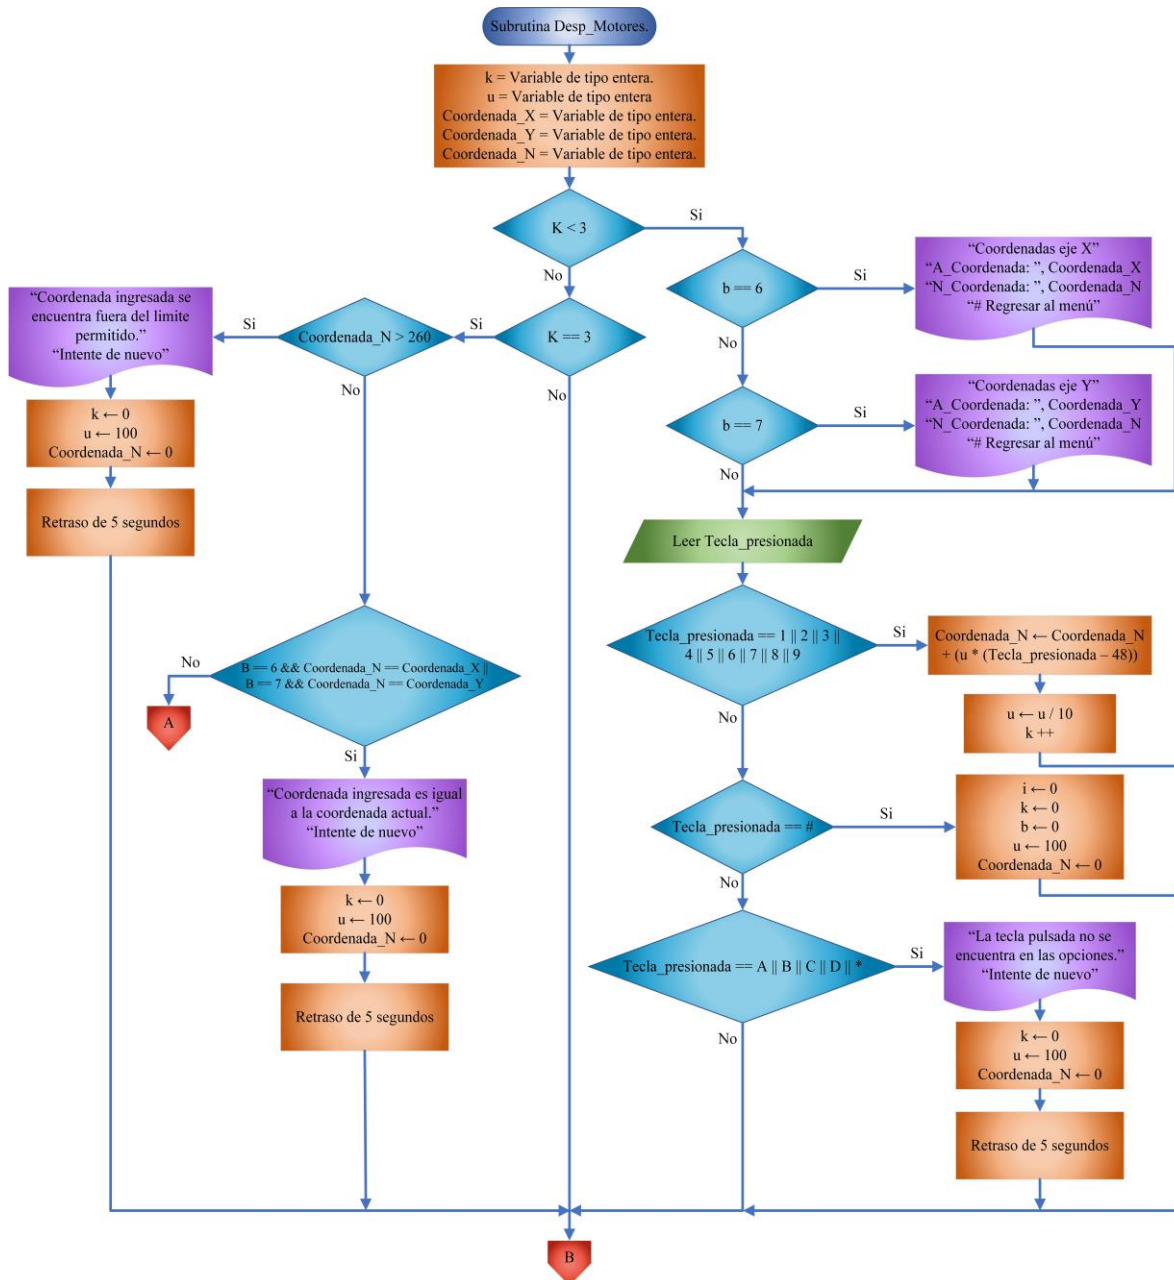 Subrutina Desp_Motores.
k = Variable de tipo entera.
u = Variable de tipo entera
Coordenada_X = Variable de tipo entera.
Coordenada_Y = Variable de tipo entera.
Coordenada_N = Variable de tipo entera.
K < 3
Si
No
b == 6
Si
No
“Coordenadas eje X”
“A_Coordenada: ”, Coordenada_X
“N_Coordenada: ”, Coordenada_N
“# Regresar al menú”
b == 7
Si
No
“Coordenadas eje Y”
“A_Coordenada: ”, Coordenada_Y
“N_Coordenada: ”, Coordenada_N
“# Regresar al menú”
K == 3
Si
No
Coordenada_N > 260
Si
No
“Coordenada ingresada se
encuentra fuera del limite
permitido.”
“Intente de nuevo”
k ← 0
u ← 100
Coordenada_N ← 0
Retraso de 5 segundos
B == 6 && Coordenada_N == Coordenada_X ||
B == 7 && Coordenada_N == Coordenada_Y
No
A
Si
“Coordenada ingresada es igual
a la coordenada actual.”
“Intente de nuevo”
k ← 0
u ← 100
Coordenada_N ← 0
Retraso de 5 segundos
Leer Tecla_presionada
Tecla_presionada == 1 || 2 || 3 ||
4 || 5 || 6 || 7 || 8 || 9
Si
No
Coordenada_N ← Coordenada_N
+ (u * (Tecla_presionada – 48))
u ← u / 10
k ++
Tecla_presionada == #
Si
No
i ← 0
k ← 0
b ← 0
u ← 100
Coordenada_N ← 0
Tecla_presionada == A || B || C || D || *
Si
No
“La tecla pulsada no se
encuentra en las opciones.”
“Intente de nuevo”
k ← 0
u ← 100
Coordenada_N ← 0
Retraso de 5 segundos
B